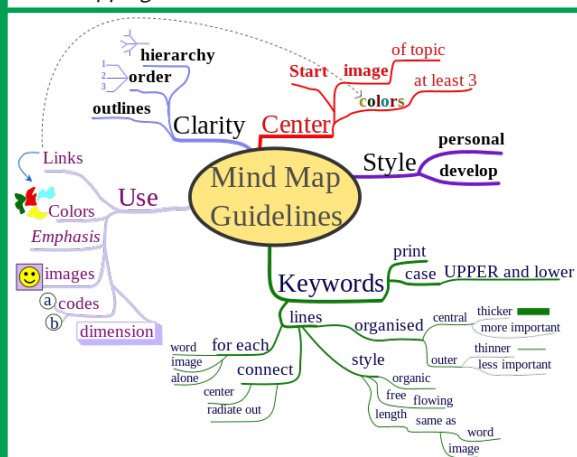 hierarchy
1
2
3
order
outlines
Clarity
Center
Start
image
of topic
colors
at least 3
Style
personal
develop
Mind Map
Guidelines
Use
Links
Colors
Emphasis
images
a
codes
b
dimension
Keywords
print
case
UPPER and lower
lines
organised
central
thicker
more important
outer
thinner
less important
style
organic
free
flowing
length
same as
word
image
for each
word
image
alone
connect
center
radiate out